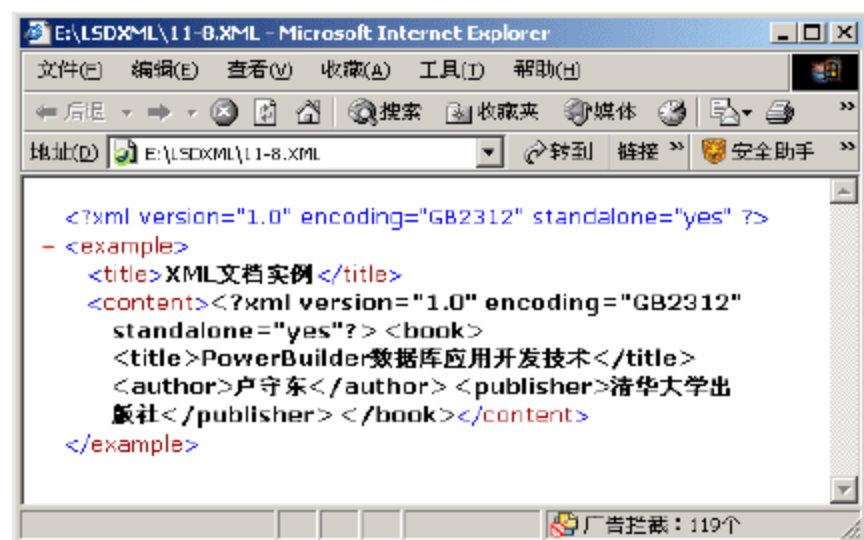 E:\LSDXML\11-8.XML - Microsoft Internet Explorer
文件(F) 编辑(E) 查看(V) 收藏(A) 工具(T) 帮助(H)
后退 搜索 收藏夹 媒体 »
地址(D) E:\LSDXML\11-8.XML 转到 链接 » 安全助手 »
<?xml version="1.0" encoding="GB2312" standalone="yes" ?>
- <example>
<title>XML文档实例</title>
<content><?xml version="1.0" encoding="GB2312"
standalone="yes"?> <book>
<title>PowerBuilder数据库应用开发技术</title>
<author>卢守东</author> <publisher>清华大学出
版社</publisher> </book></content>
</example>
广告拦截：119个